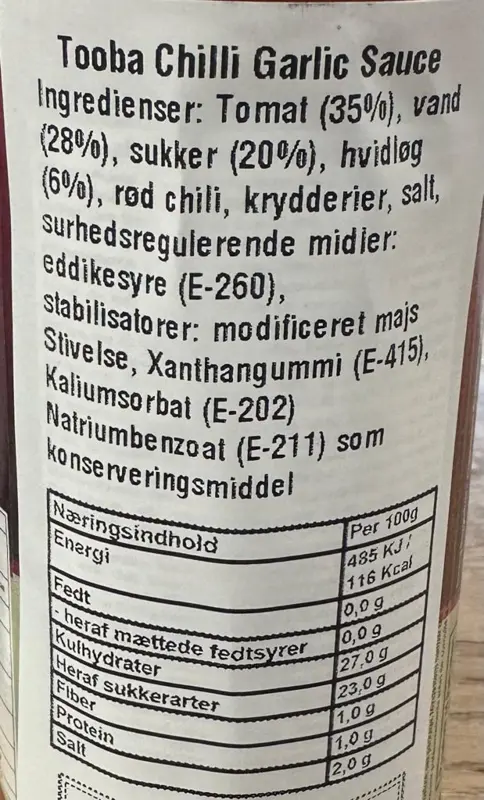 Tooba Chilli Garlic Sauce
Ingredienser: Tomat (35%), vand
(28%), sukker (20%), hvidløg
(6%), rød chili, krydderier, salt,
surhedsregulerende midler:
eddikesyre (E-260),
stabilisatorer: modificeret majs
Stivelse, Xanthangummi (E-415),
Kaliumsorbat (E-202)
Natriumbenzoat (E-211) som
konserveringsmiddel
Næringsindhold Per 100g
Energi 485 KJ/
116 Kcal
Fedt 0,0 g
- heraf mættede fedtsyrer 0,0 g
Kulhydrater 27,0 g
Heraf sukkerarter 23,0 g
Fiber 1,0 g
Protein 1,0 g
Salt 2,0 g